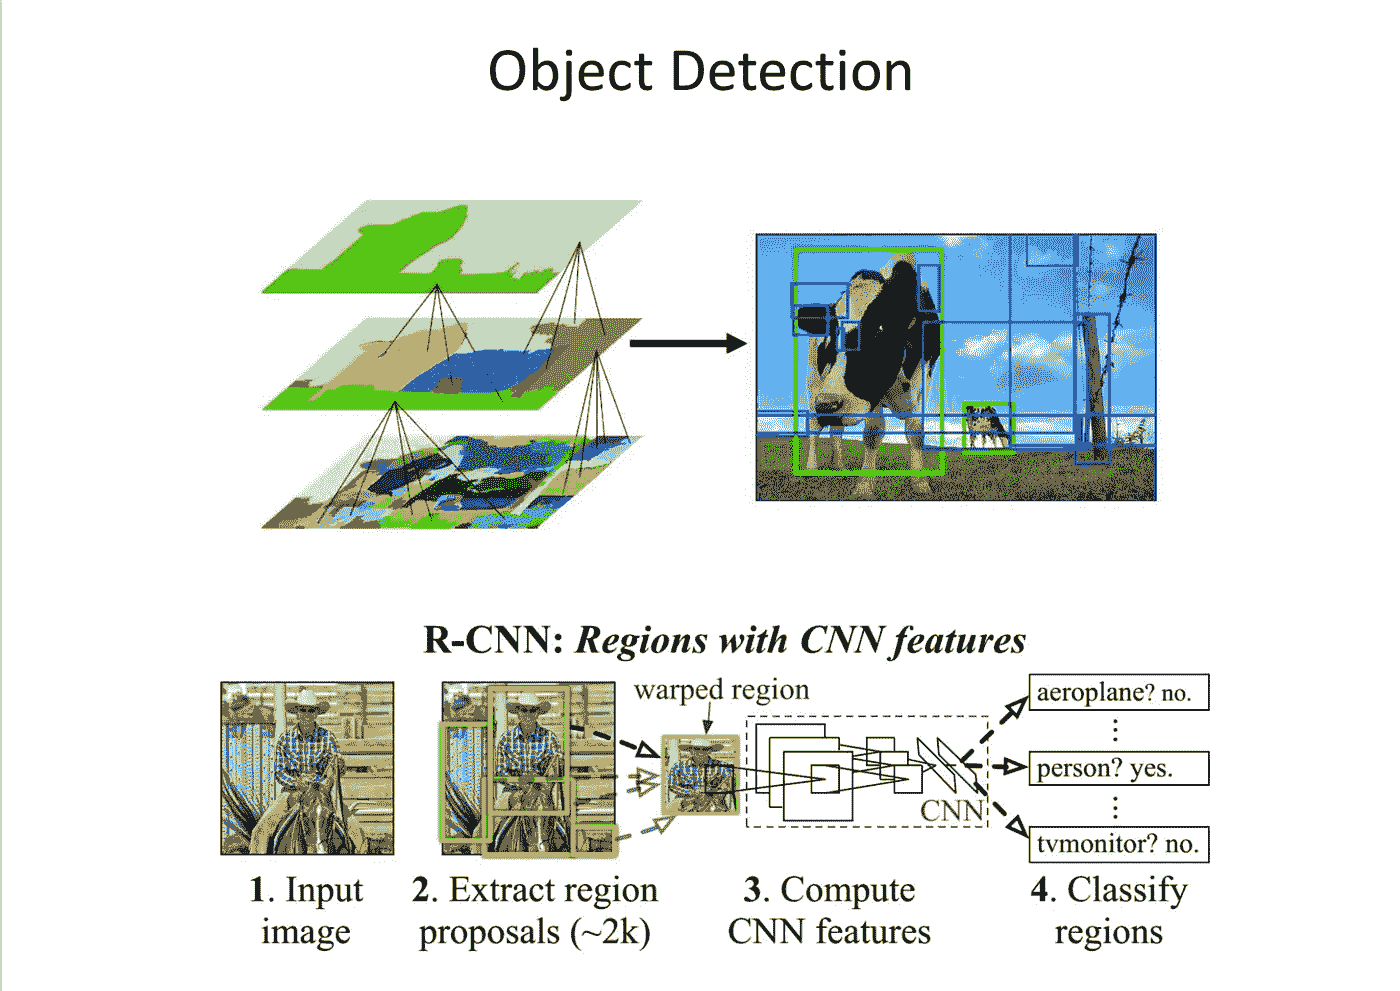 Object Detection
R-CNN: Regions with CNN features
warped region
aeroplane? no.
person? yes.
CNN
tvmonitor? no.
1. Input
image
2. Extract region
proposals (~2k)
3. Compute
CNN features
4. Classify
regions